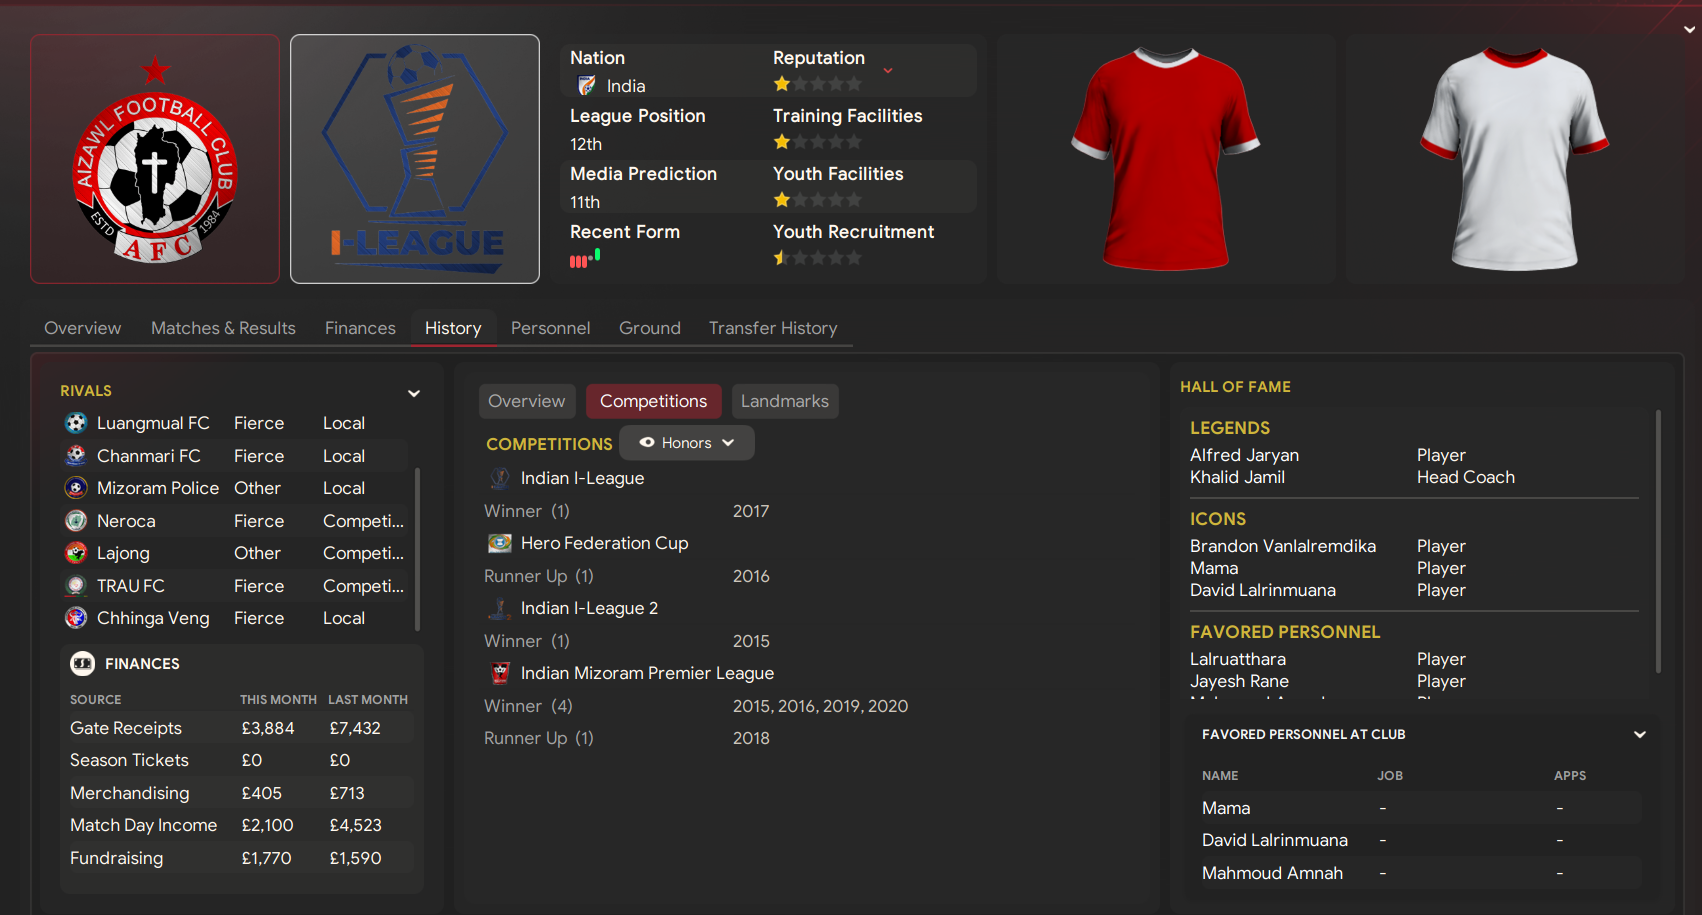 AIZAWL FOOTBALL CLUB
ESTD 1984
AFC
I-LEAGUE
Nation Reputation
India
League Position Training Facilities
12th
Media Prediction Youth Facilities
11th
Recent Form Youth Recruitment
Overview Matches & Results Finances History Personnel Ground Transfer History
RIVALS
Luangmual FC Fierce Local
Chanmari FC Fierce Local
Mizoram Police Other Local
Neroca Fierce Competi...
Lajong Other Competi...
TRAU FC Fierce Competi...
Chhinga Veng Fierce Local
FINANCES
SOURCE THIS MONTH LAST MONTH
Gate Receipts £3,884 £7,432
Season Tickets £0 £0
Merchandising £405 £713
Match Day Income £2,100 £4,523
Fundraising £1,770 £1,590
Overview Competitions Landmarks
COMPETITIONS Honors
Indian I-League
Winner (1) 2017
Hero Federation Cup
Runner Up (1) 2016
Indian I-League 2
Winner (1) 2015
Indian Mizoram Premier League
Winner (4) 2015, 2016, 2019, 2020
Runner Up (1) 2018
HALL OF FAME
LEGENDS
Alfred Jaryan Player
Khalid Jamil Head Coach
ICONS
Brandon Vanlalremdika Player
Mama Player
David Lalrinmuana Player
FAVORED PERSONNEL
Lalruatthara Player
Jayesh Rane Player
FAVORED PERSONNEL AT CLUB
NAME JOB APPS
Mama - -
David Lalrinmuana - -
Mahmoud Amnah - -